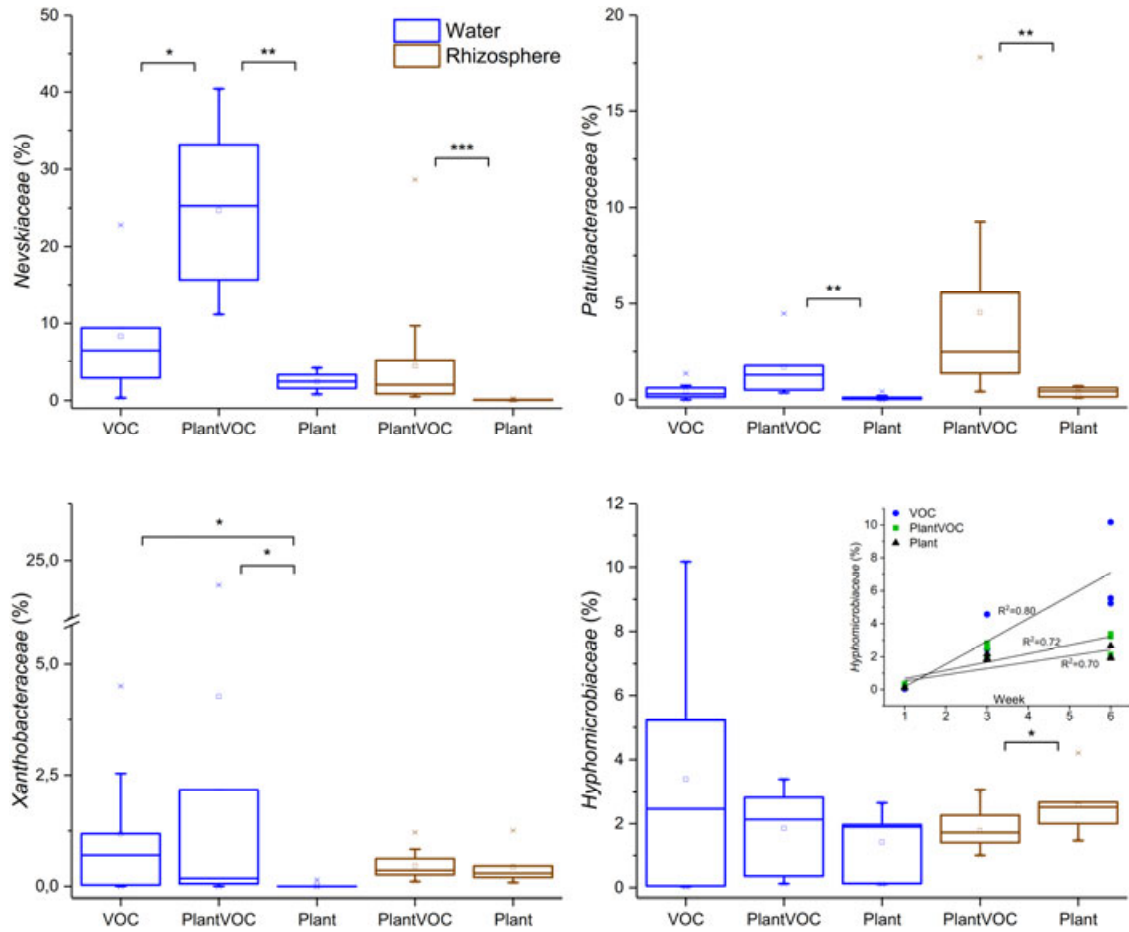 50
40
30
20
10
0
Nevskiaceae (%)
Water
Rhizosphere
*
**
***
VOC PlantVOC Plant PlantVOC Plant
20
15
10
5
0
Patulibacteraceaea (%)
**
**
VOC PlantVOC Plant PlantVOC Plant
25,0
5,0
2,5
0,0
Xanthobacteraceae (%)
*
*
VOC PlantVOC Plant PlantVOC Plant
12
10
8
6
4
2
0
Hyphomicrobiaceae (%)
*
VOC PlantVOC Plant PlantVOC Plant
VOC
PlantVOC
Plant
10
8
6
4
2
0
Hyphomicrobiaceae (%)
R²=0.80
R²=0.72
R²=0.70
Week
1 2 3 4 5 6